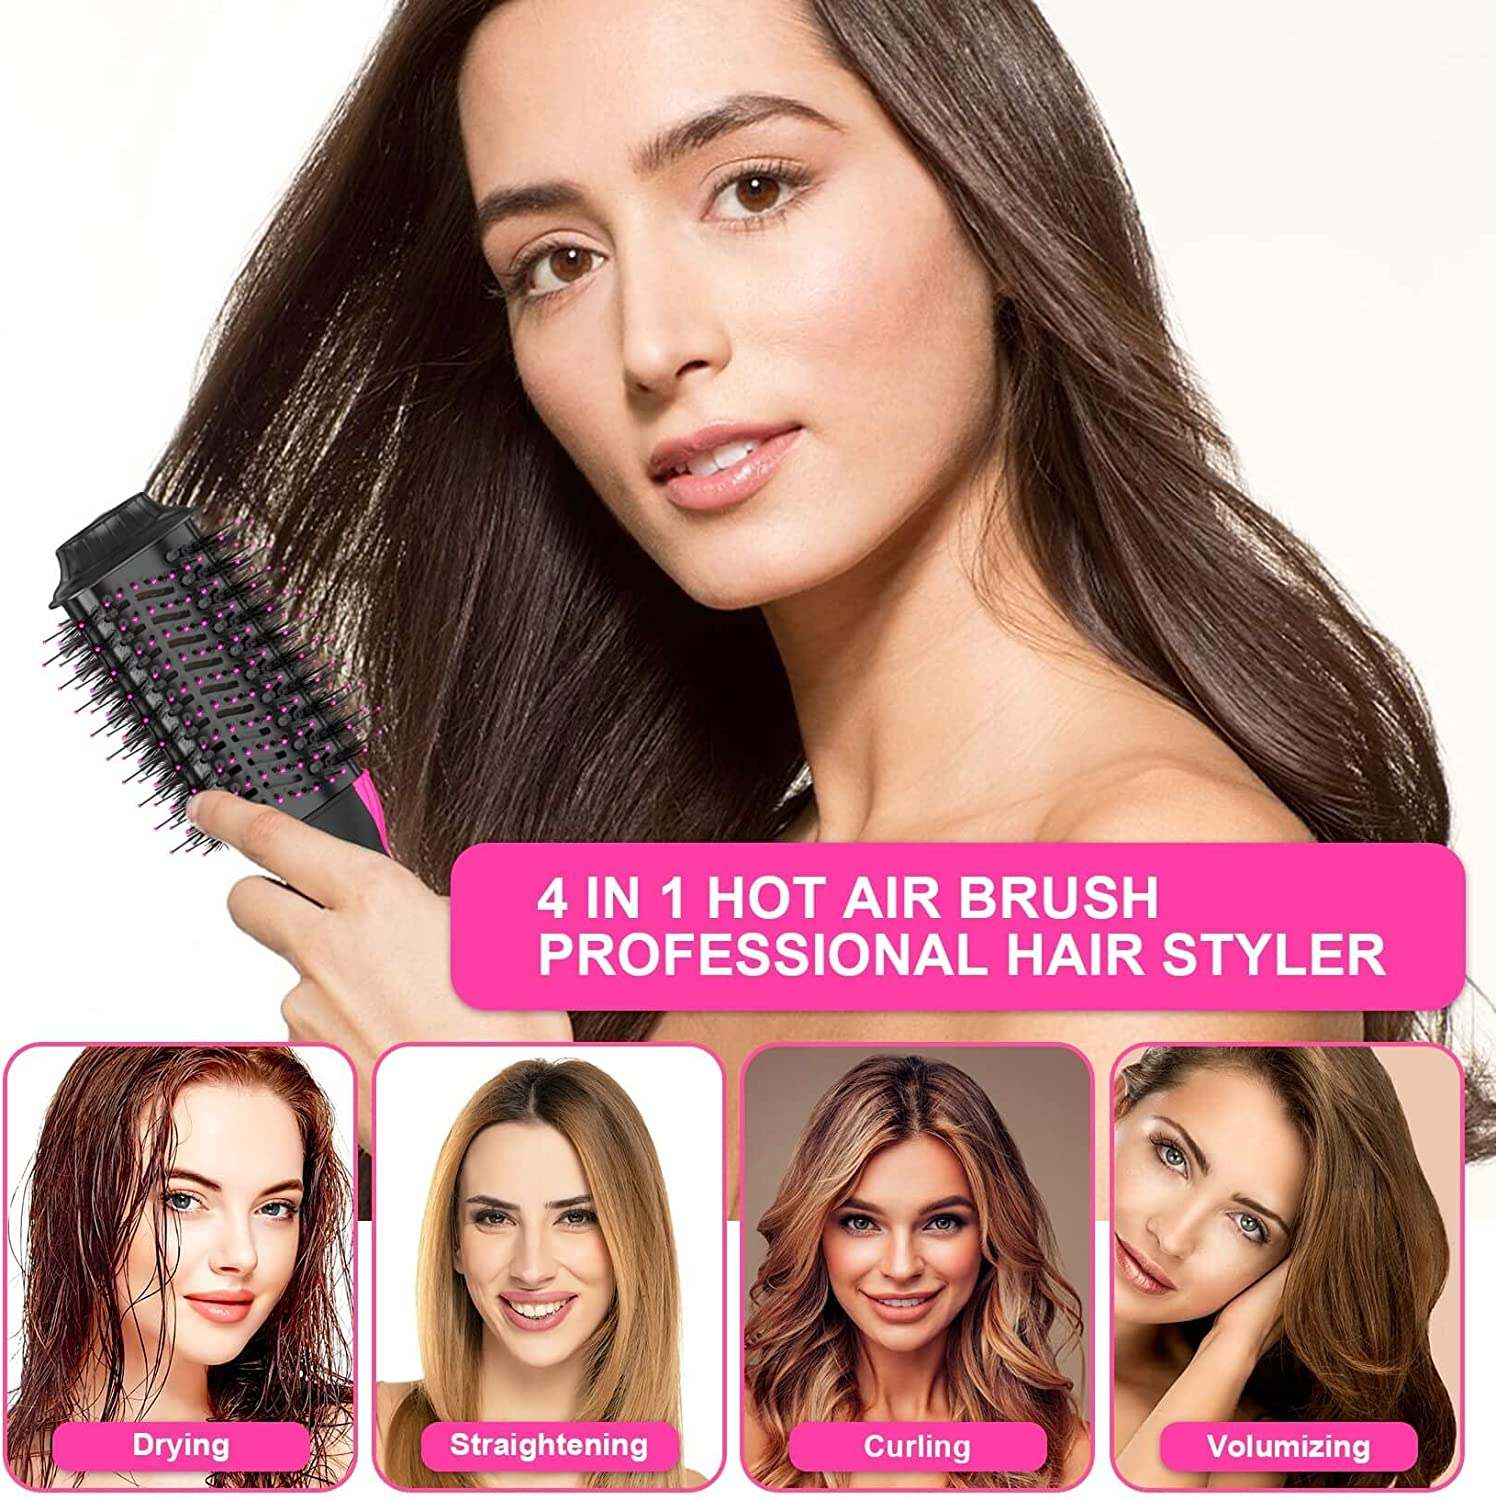 4 IN 1 HOT AIR BRUSH
PROFESSIONAL HAIR STYLER
Drying
Straightening
Curling
Volumizing